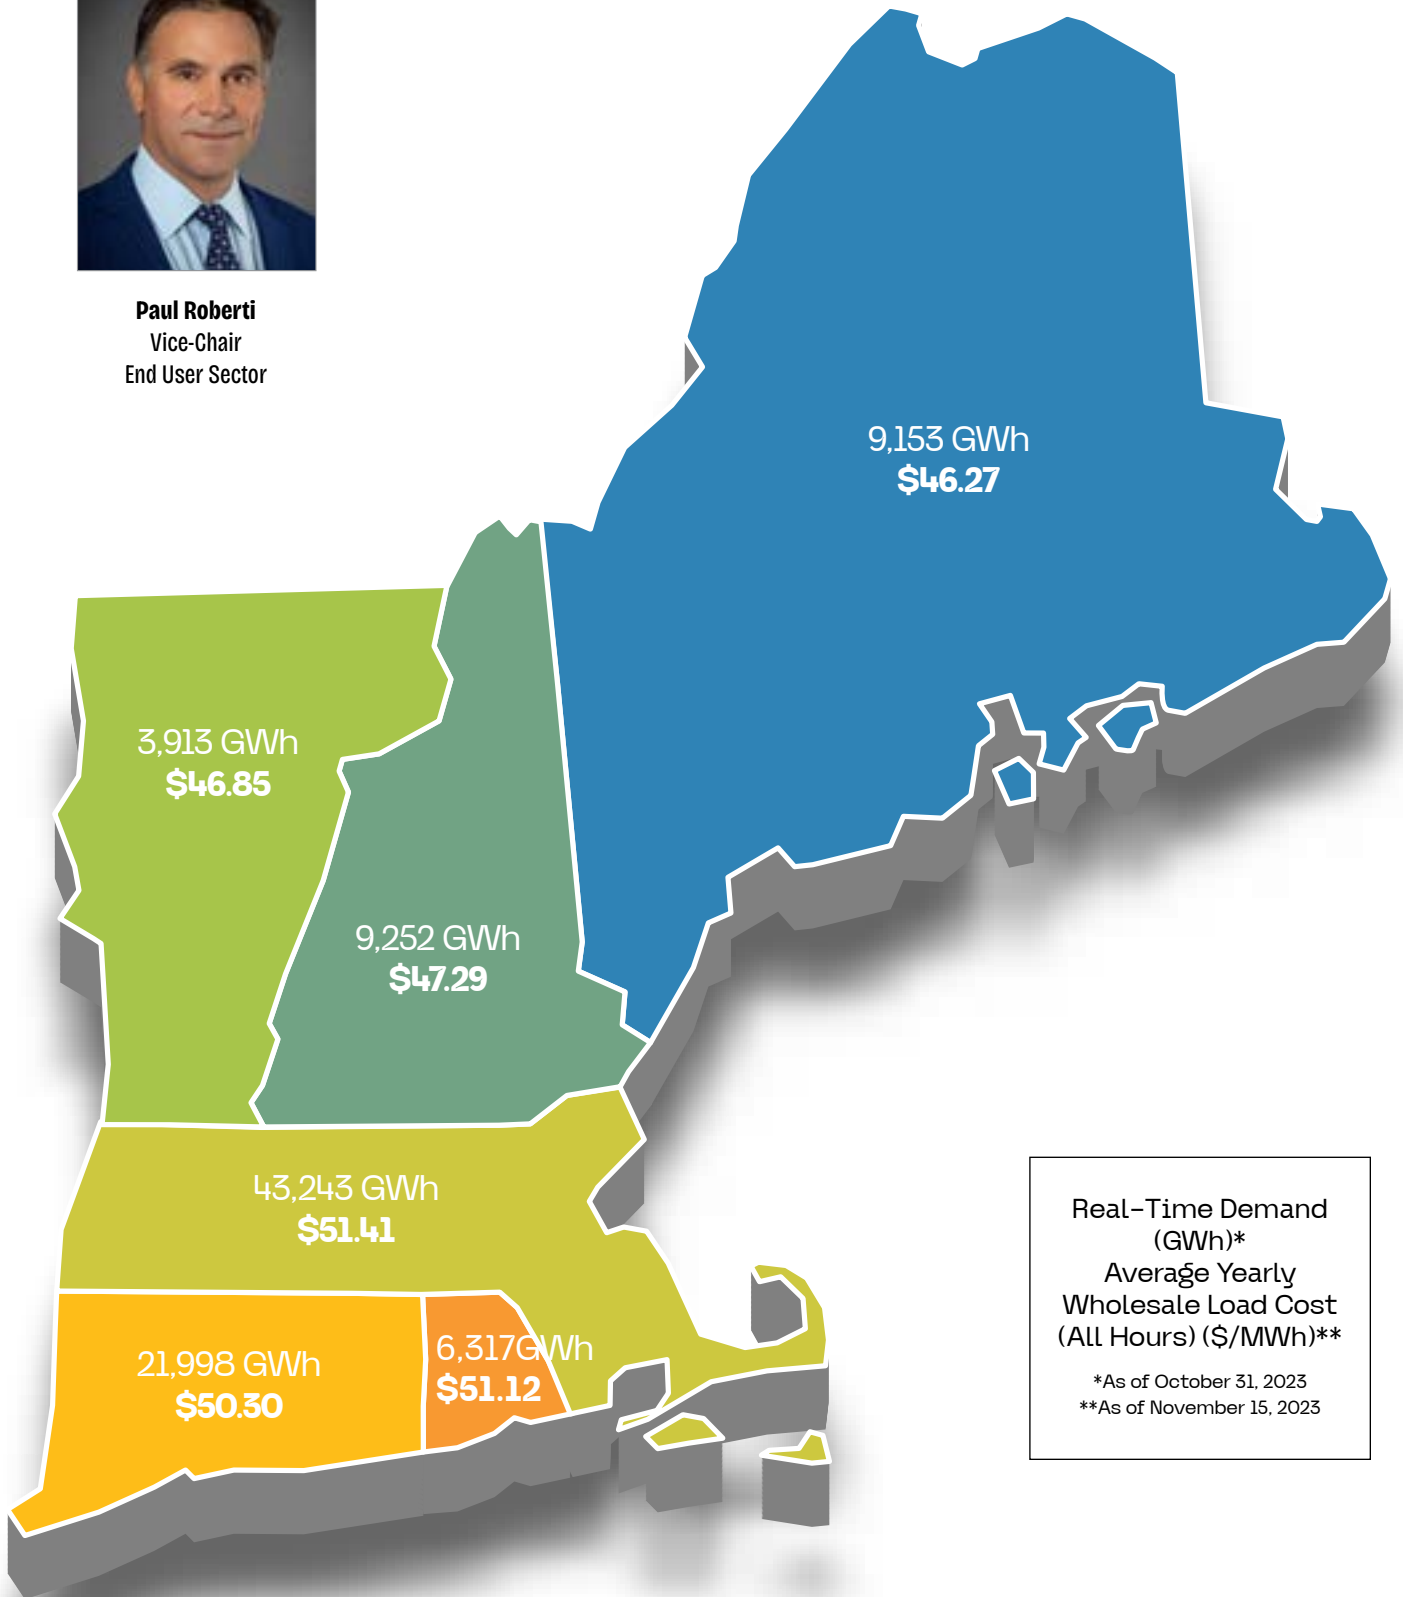 Paul Roberti
Vice-Chair
End User Sector
9,153 GWh
$46.27
3,913 GWh
$46.85
9,252 GWh
$47.29
43,243 GWh
$51.41
21,998 GWh
$50.30
6,317GWh
$51.12
Real-Time Demand
(GWh)*
Average Yearly
Wholesale Load Cost
(All Hours) ($/MWh)**
*As of October 31, 2023
**As of November 15, 2023